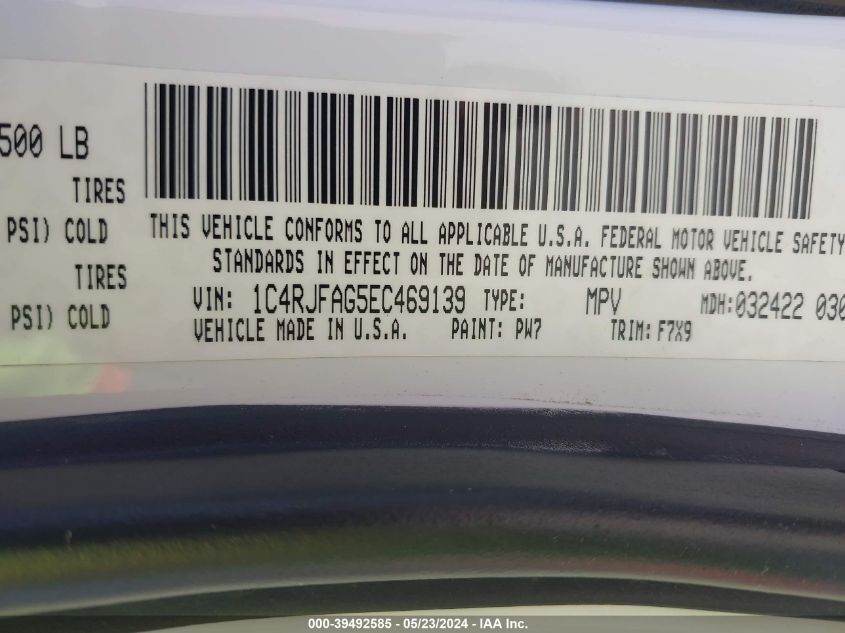 500 LB
TIRES
PSI) COLD
TIRES
PSI) COLD
THIS VEHICLE CONFORMS TO ALL APPLICABLE U.S.A. FEDERAL MOTOR VEHICLE SAFETY
STANDARDS IN EFFECT ON THE DATE OF MANUFACTURE SHOWN ABOVE.
VIN: 1C4RJFAG5EC469139 TYPE: MPV MDH:032422 030
VEHICLE MADE IN U.S.A. PAINT: PW7 TRIM: F7X9
000-39492585 - 05/23/2024 - IAA Inc.